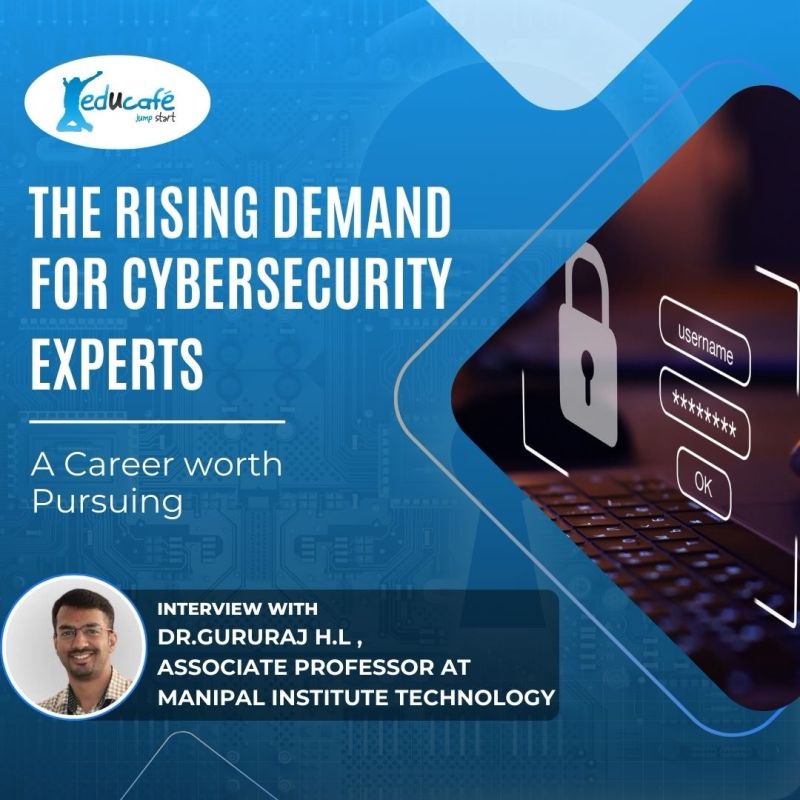 educafé
jump start
THE RISING DEMAND
FOR CYBERSECURITY
EXPERTS
A Career worth
Pursuing
username
********
OK
INTERVIEW WITH
DR.GURURAJ H.L ,
ASSOCIATE PROFESSOR AT
MANIPAL INSTITUTE TECHNOLOGY